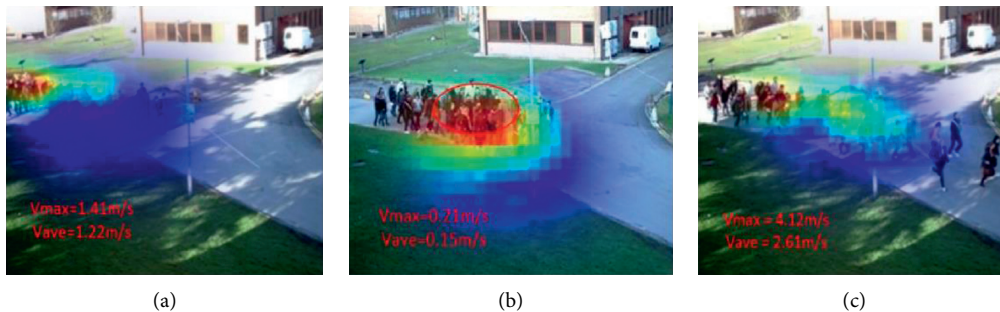 Vmax=1.41m/s
Vave=1.22m/s
Vmax=0.21m/s
Vave=0.15m/s
Vmax = 4.12m/s
Vave = 2.61m/s
(a)
(b)
(c)